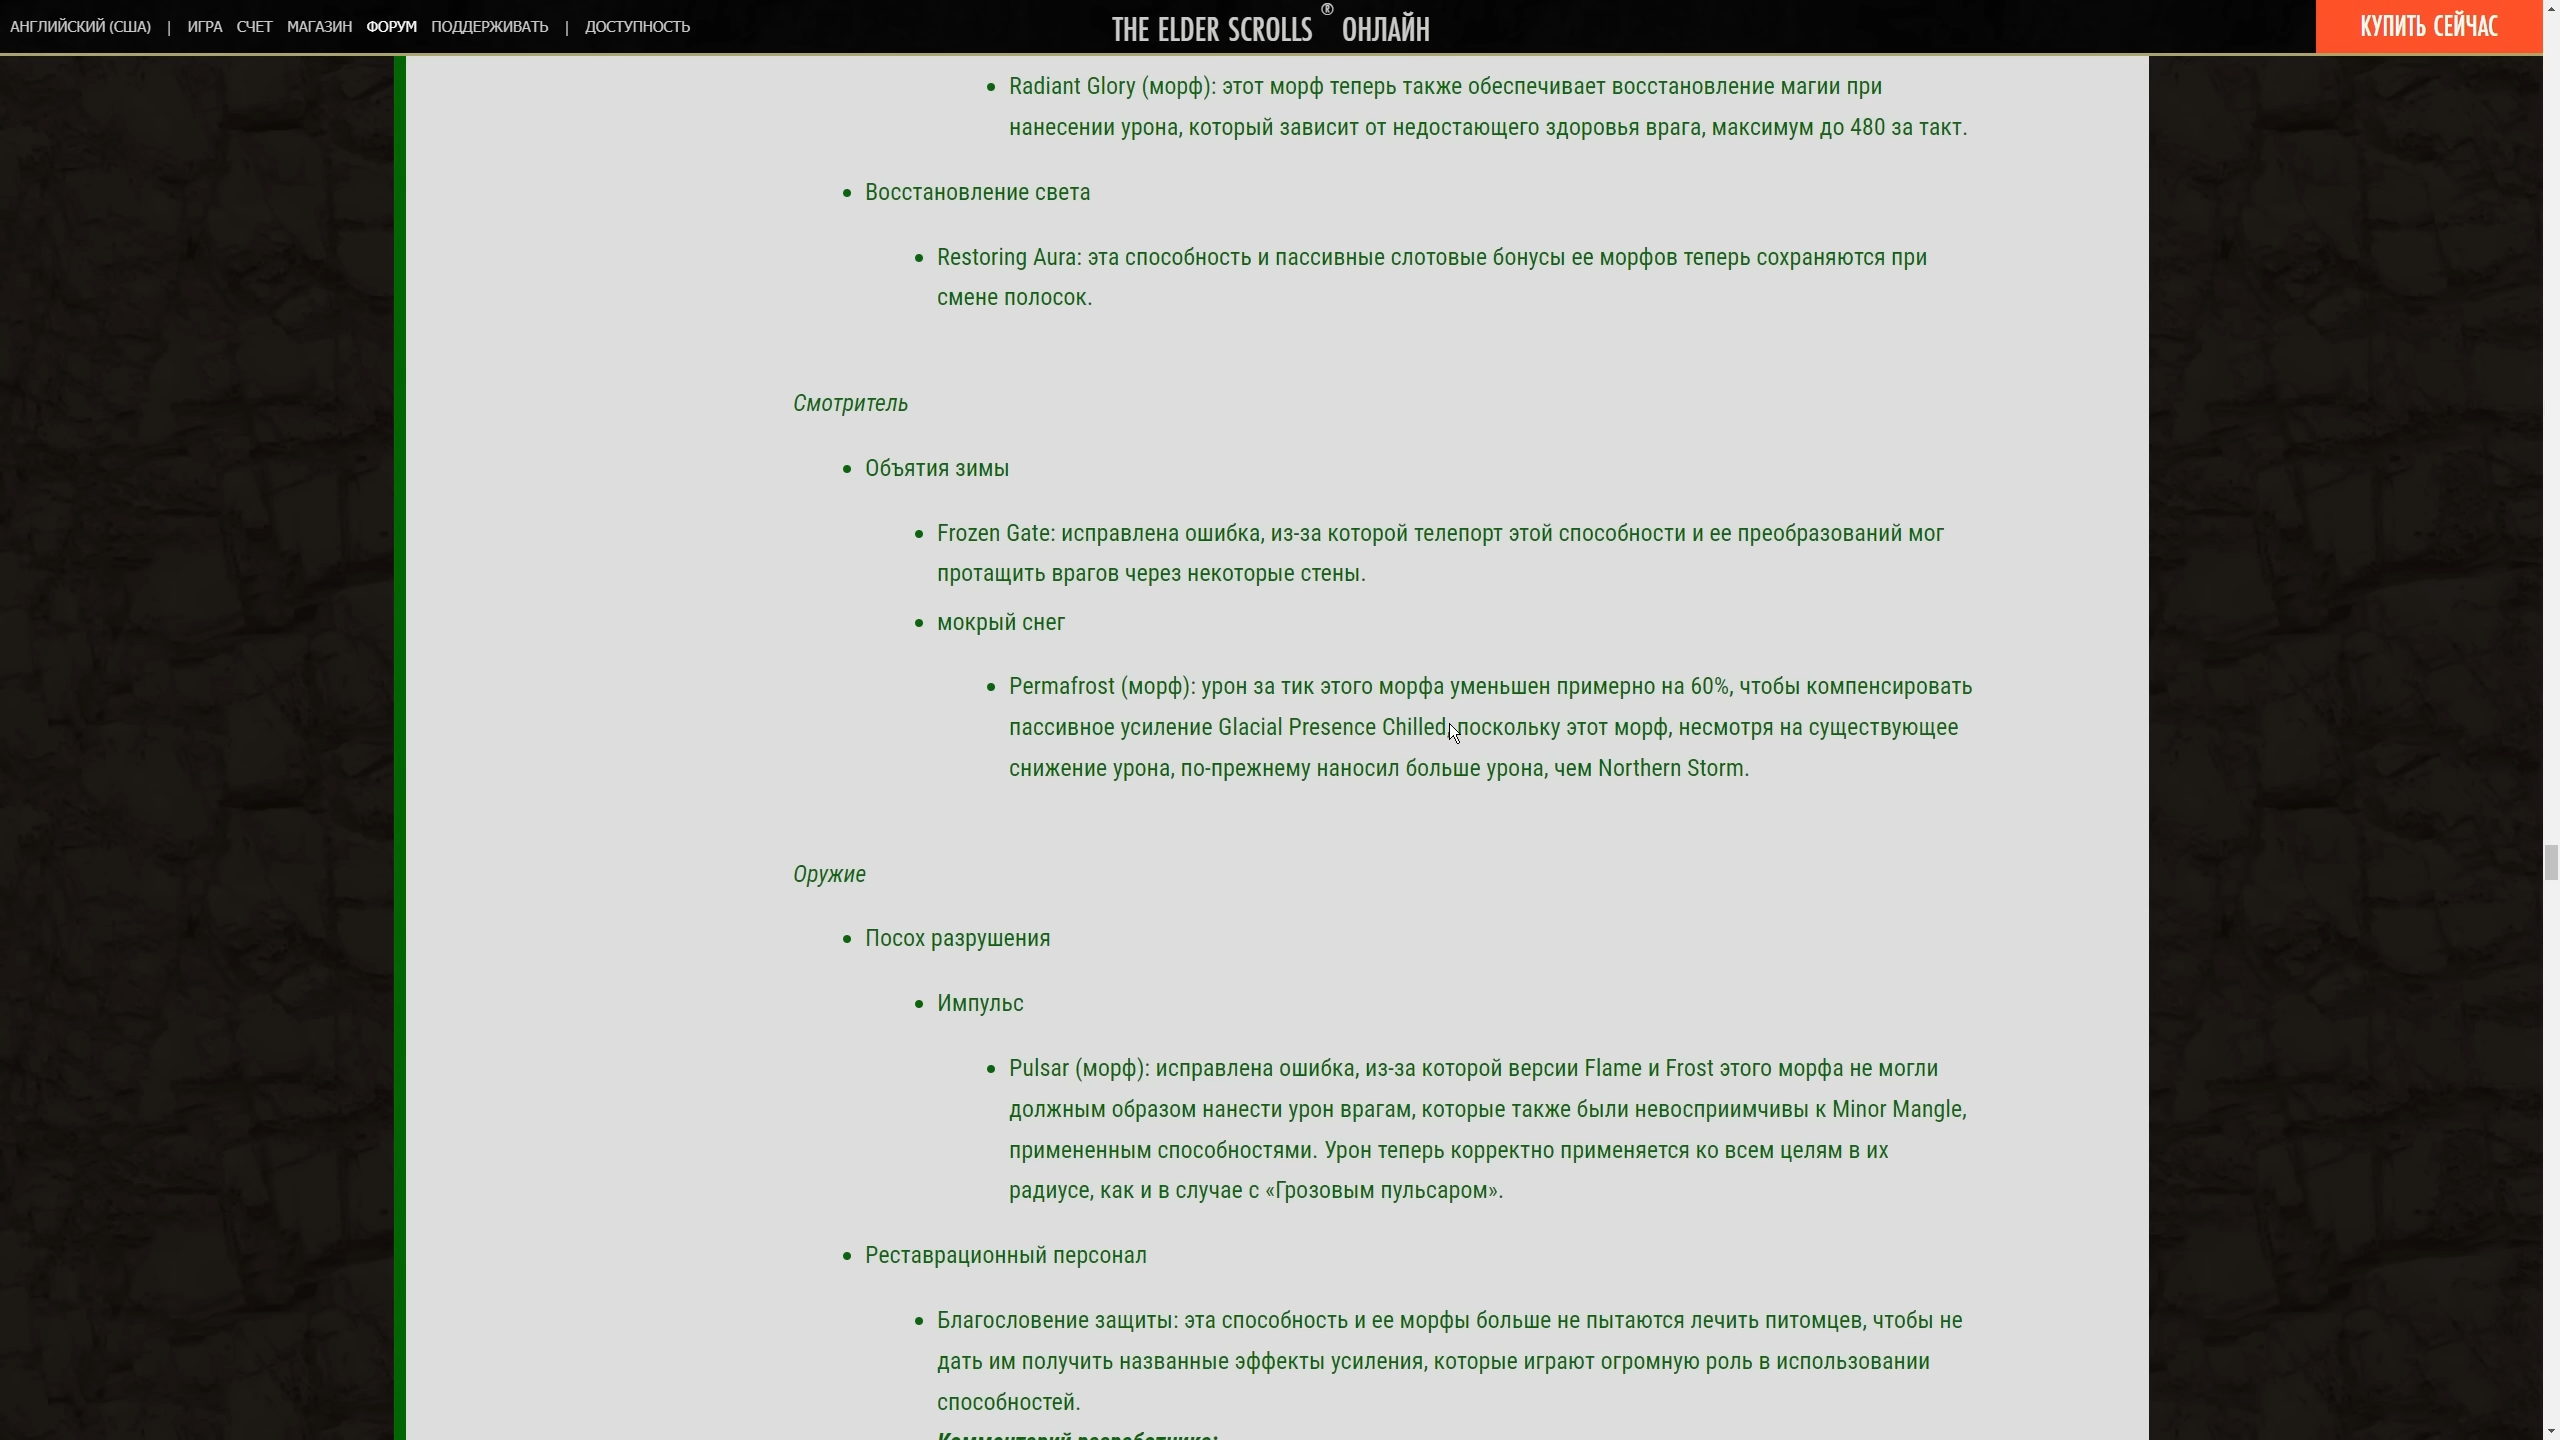 АНГЛИЙСКИЙ (США) | ИГРА СЧЕТ МАГАЗИН ФОРУМ ПОДДЕРЖИВАТЬ | ДОСТУПНОСТЬ
THE ELDER SCROLLS ® ОНЛАЙН
КУПИТЬ СЕЙЧАС
Radiant Glory (морф): этот морф теперь также обеспечивает восстановление магии при
нанесении урона, который зависит от недостающего здоровья врага, максимум до 480 за такт.
Восстановление света
Restoring Aura: эта способность и пассивные слотовые бонусы ее морфов теперь сохраняются при
смене полосок.
Смотритель
Объятия зимы
Frozen Gate: исправлена ошибка, из-за которой телепорт этой способности и ее преобразований мог
протащить врагов через некоторые стены.
мокрый снег
Permafrost (морф): урон за тик этого морфа уменьшен примерно на 60%, чтобы компенсировать
пассивное усиление Glacial Presence Chilled, поскольку этот морф, несмотря на существующее
снижение урона, по-прежнему наносил больше урона, чем Northern Storm.
Оружие
Посох разрушения
Импульс
Pulsar (морф): исправлена ошибка, из-за которой версии Flame и Frost этого морфа не могли
должным образом нанести урон врагам, которые также были невосприимчивы к Minor Mangle,
примененным способностями. Урон теперь корректно применяется ко всем целям в их
радиусе, как и в случае с «Грозовым пульсаром».
Реставрационный персонал
Благословение защиты: эта способность и ее морфы больше не пытаются лечить питомцев, чтобы не
дать им получить названные эффекты усиления, которые играют огромную роль в использовании
способностей.
Комментарий разработчика: